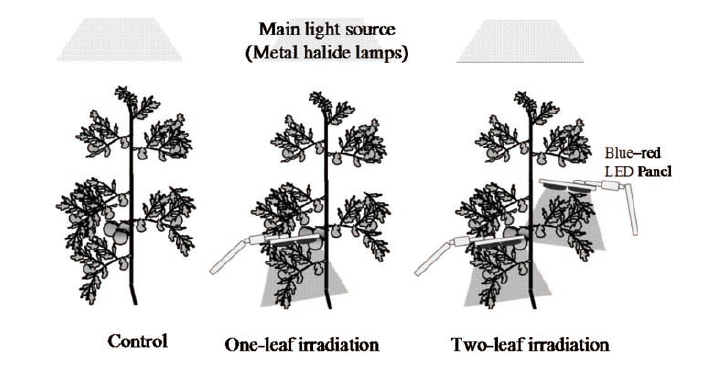 Main light source
(Metal halide lamps)
Blue–red
LED Panel
Control
One-leaf irradiation
Two-leaf irradiation